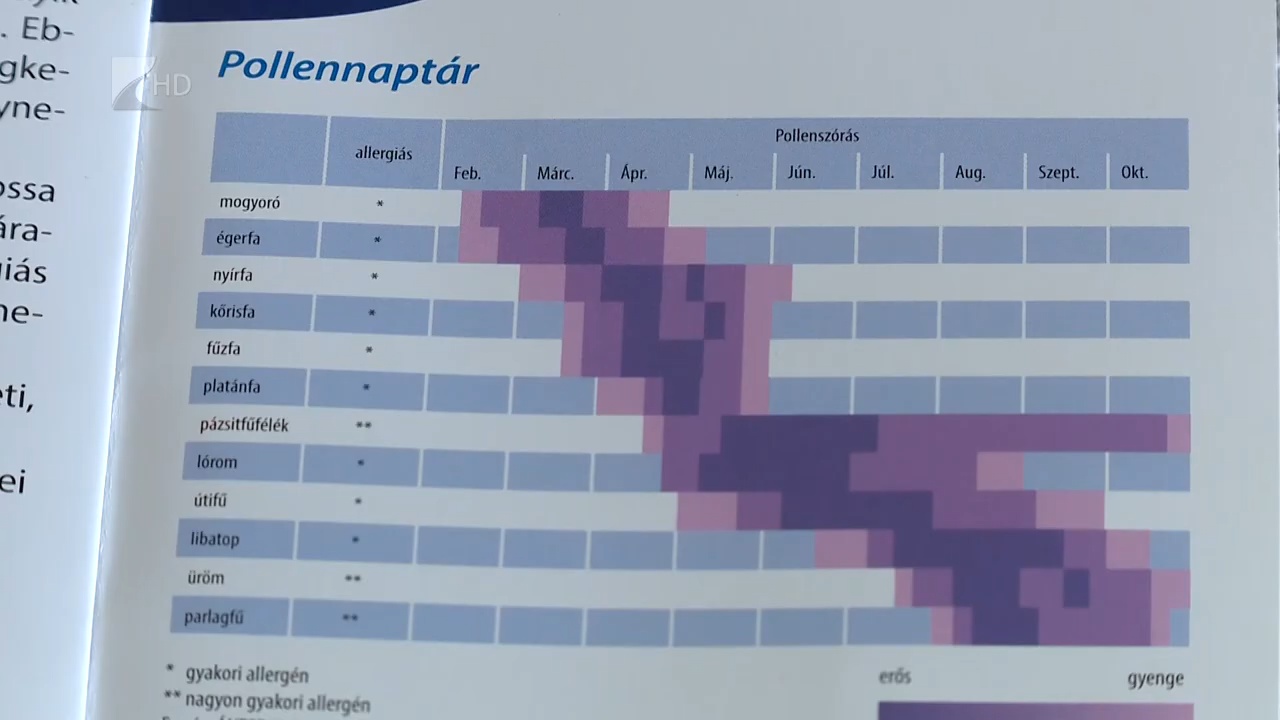 . Eb-
gke-
yne-
ossa
ára-
giás
ne-
eti,
ei
HD
Pollennaptár
allergiás
Pollenszórás
Feb. Márc. Ápr. Máj. Jún. Júl. Aug. Szept. Okt.
mogyoró *
égerfa *
nyírfa *
kőrisfa *
fűzfa *
platánfa *
pázsitfűfélék **
lórom *
útifű *
libatop *
üröm **
parlagfű **
* gyakori allergén
** nagyon gyakori allergén
erős gyenge